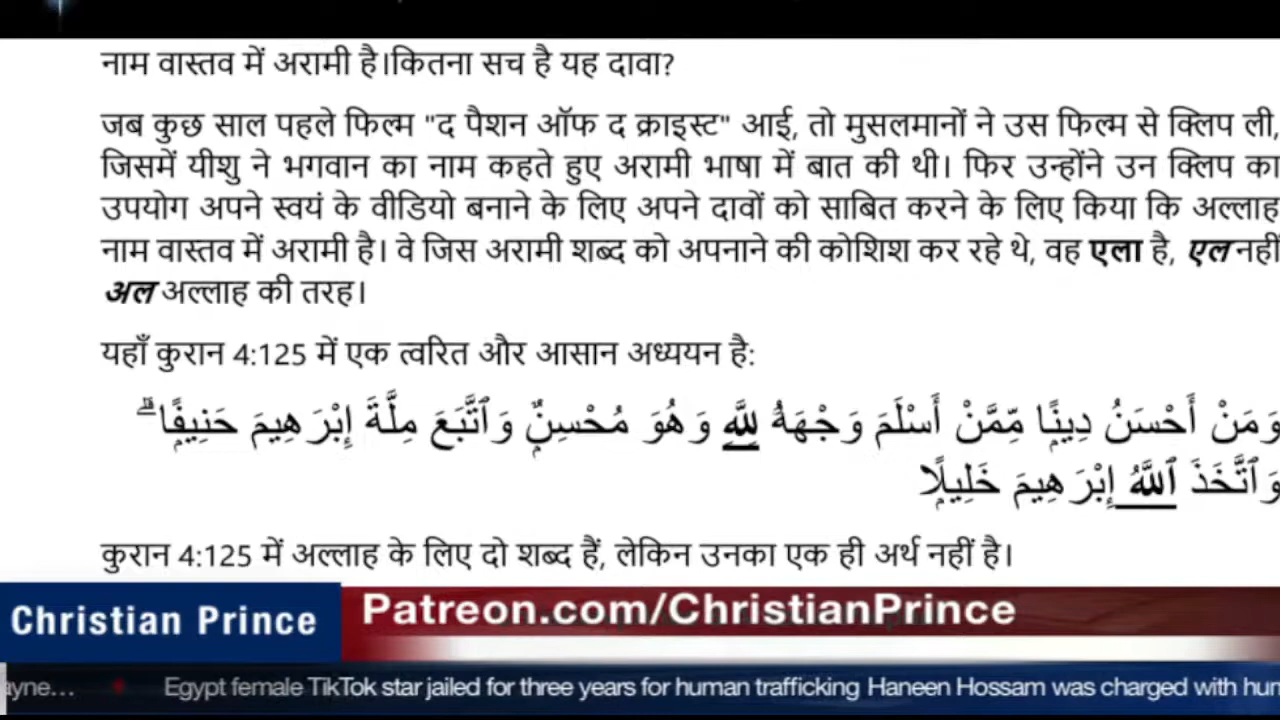 नाम वास्तव में अरामी है।कितना सच है यह दावा?
जब कुछ साल पहले फिल्म "द पैशन ऑफ द क्राइस्ट" आई, तो मुसलमानों ने उस फिल्म से क्लिप ली,
जिसमें यीशु ने भगवान का नाम कहते हुए अरामी भाषा में बात की थी। फिर उन्होंने उन क्लिप का
उपयोग अपने स्वयं के वीडियो बनाने के लिए अपने दावों को साबित करने के लिए किया कि अल्लाह
नाम वास्तव में अरामी है। वे जिस अरामी शब्द को अपनाने की कोशिश कर रहे थे, वह एला है, एल नहीं
अल अल्लाह की तरह।
यहाँ कुरान 4:125 में एक त्वरित और आसान अध्ययन है:
وَمَنْ أَحْسَنُ دِينًۭا مِّمَّنْ أَسْلَمَ وَجْهَهُۥ لِلَّهِ وَهُوَ مُحْسِنٌۭ وَٱتَّبَعَ مِلَّةَ إِبْرَٰهِيمَ حَنِيفًۭا ۗ
وَٱتَّخَذَ ٱللَّهُ إِبْرَٰهِيمَ خَلِيلًۭا
कुरान 4:125 में अल्लाह के लिए दो शब्द हैं, लेकिन उनका एक ही अर्थ नहीं है।
Christian Prince
Patreon.com/ChristianPrince
ayne... Egypt female TikTok star jailed for three years for human trafficking Haneen Hossam was charged with hum